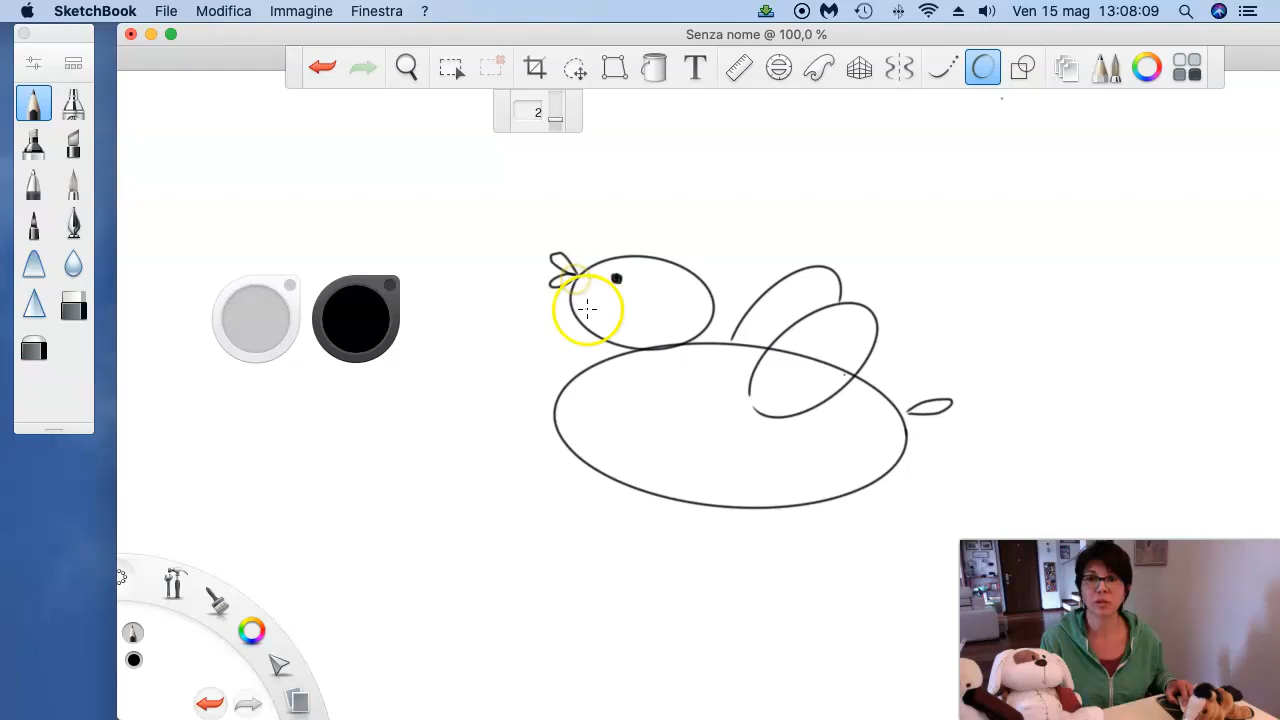 SketchBook File Modifica Immagine Finestra ? Ven 15 mag 13:08:09
Senza nome @ 100,0 %
T
2